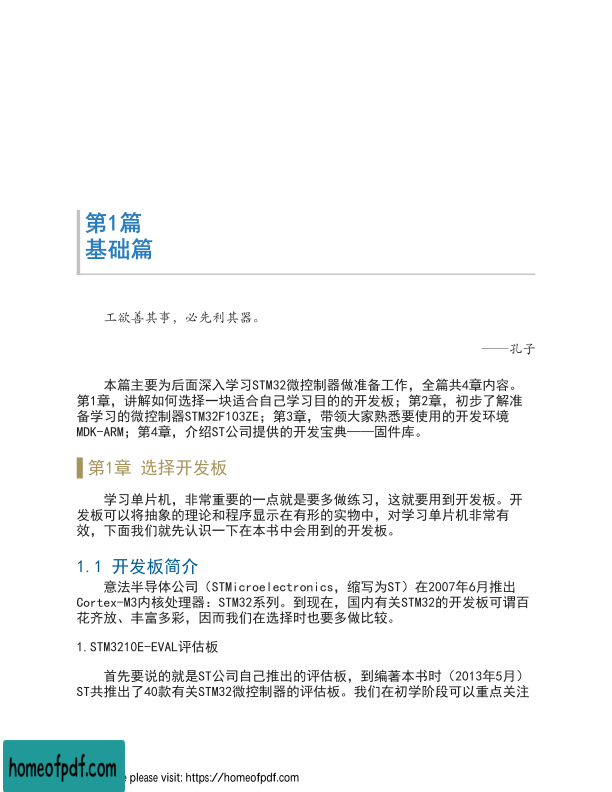 第1篇
基础篇
工欲善其事，必先利其器。
——孔子
本篇主要为后面深入学习STM32微控制器做准备工作，全篇共4章内容。
第1章，讲解如何选择一块适合自己学习目的的开发板；第2章，初步了解准
备学习的微控制器STM32F103ZE；第3章，带领大家熟悉要使用的开发环境
MDK-ARM；第4章，介绍ST公司提供的开发宝典——固件库。
第1章 选择开发板
学习单片机，非常重要的一点就是要多做练习，这就要用到开发板。开
发板可以将抽象的理论和程序显示在有形的实物中，对学习单片机非常有
效，下面我们就先认识一下在本书中会用到的开发板。
1.1 开发板简介
意法半导体公司（STMicroelectronics，缩写为ST）在2007年6月推出
Cortex-M3内核处理器：STM32系列。到现在，国内有关STM32的开发板可谓百
花齐放、丰富多彩，因而我们在选择时也要多做比较。
1.STM3210E-EVAL评估板
首先要说的就是ST公司自己推出的评估板，到编著本书时（2013年5月）
ST共推出了40款有关STM32微控制器的评估板。我们在初学阶段可以重点关注
homeofpdf.com
please visit: https://homeofpdf.com